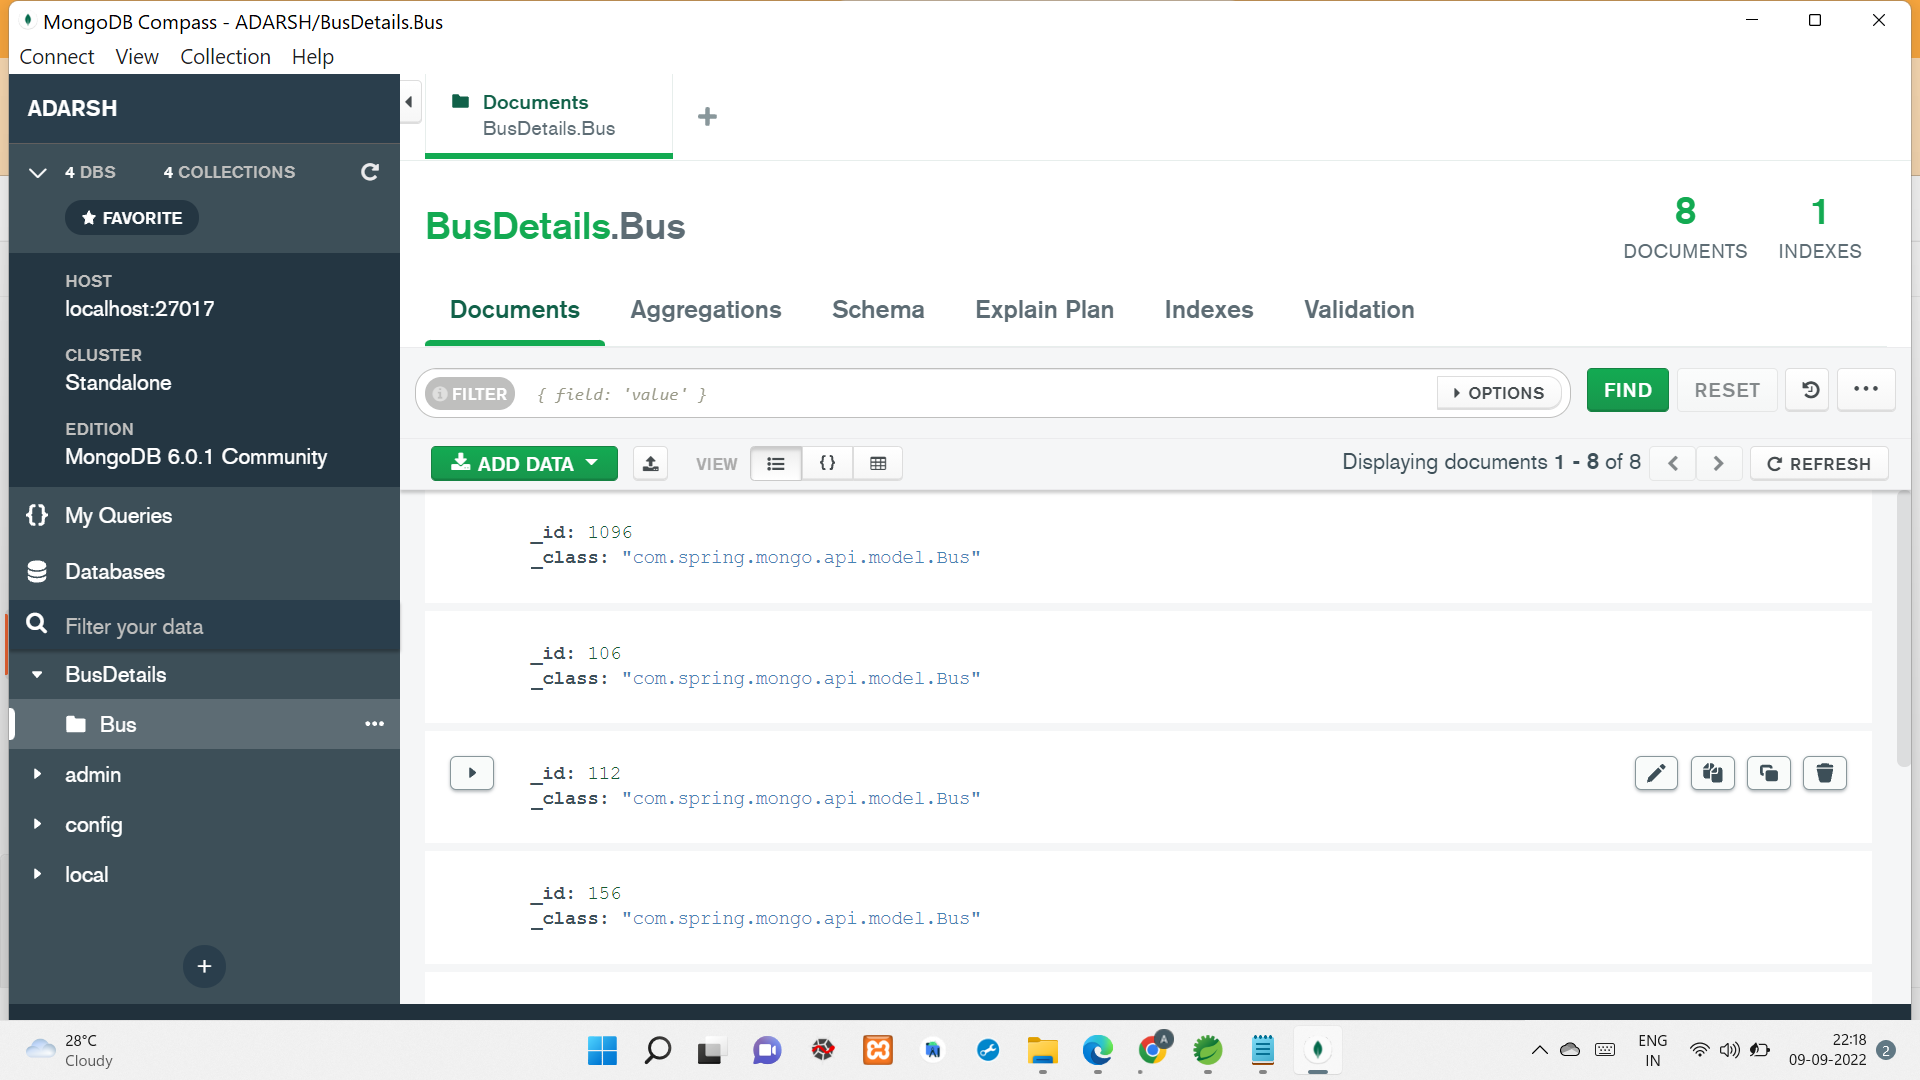 MongoDB Compass - ADARSH/BusDetails.Bus
Connect View Collection Help
ADARSH
4 DBS 4 COLLECTIONS
FAVORITE
HOST
localhost:27017
CLUSTER
Standalone
EDITION
MongoDB 6.0.1 Community
My Queries
Databases
Filter your data
BusDetails
Bus
admin
config
local
Documents
BusDetails.Bus
BusDetails.Bus
8
DOCUMENTS
1
INDEXES
Documents Aggregations Schema Explain Plan Indexes Validation
FILTER { field: 'value' } OPTIONS FIND RESET
ADD DATA VIEW {} Displaying documents 1 - 8 of 8 REFRESH
_id: 1096
_class: "com.spring.mongo.api.model.Bus"
_id: 106
_class: "com.spring.mongo.api.model.Bus"
_id: 112
_class: "com.spring.mongo.api.model.Bus"
_id: 156
_class: "com.spring.mongo.api.model.Bus"
28°C
Cloudy
A
ENG
IN
22:18
09-09-2022
2